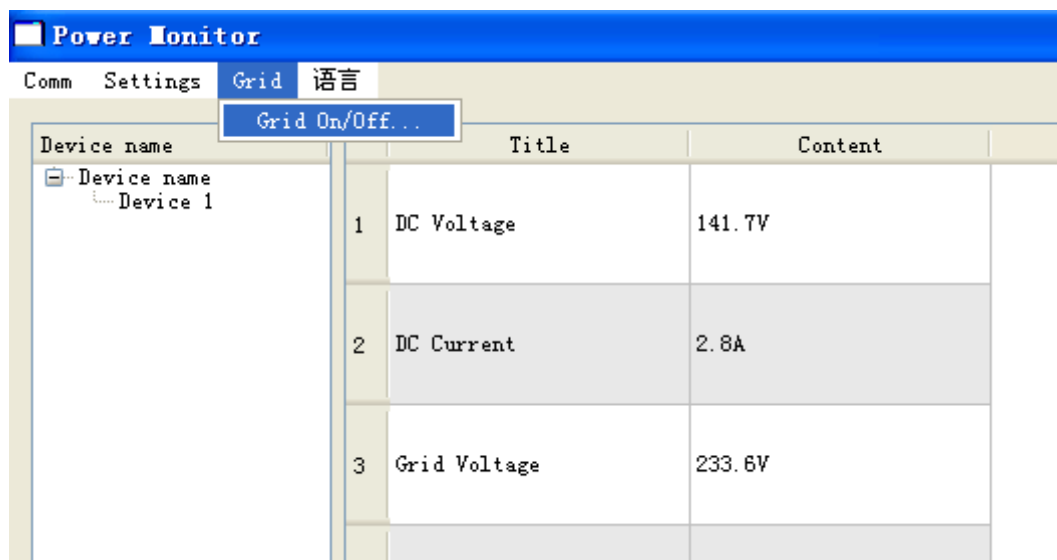 Power Monitor
Comm Settings Grid 语言
Grid On/Off...
Device name Title Content
Device name
Device 1
1 DC Voltage 141.7V
2 DC Current 2.8A
3 Grid Voltage 233.6V